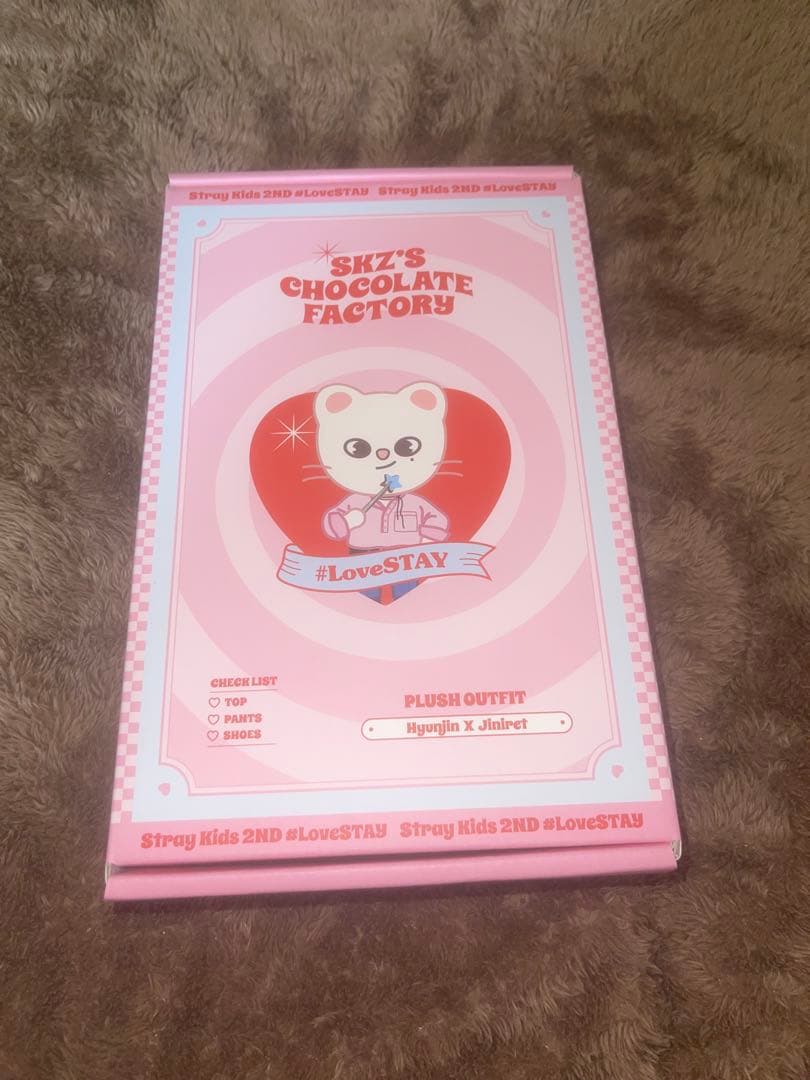 Stray Kids 2ND #LoveSTAY Stray Kids 2ND #LoveSTAY
SKZ'S
CHOCOLATE
FACTORY
#LoveSTAY
CHECK LIST
TOP
PANTS
SHOES
PLUSH OUTFIT
Hyunjin X Jiniret
Stray Kids 2ND #LoveSTAY Stray Kids 2ND #LoveSTAY